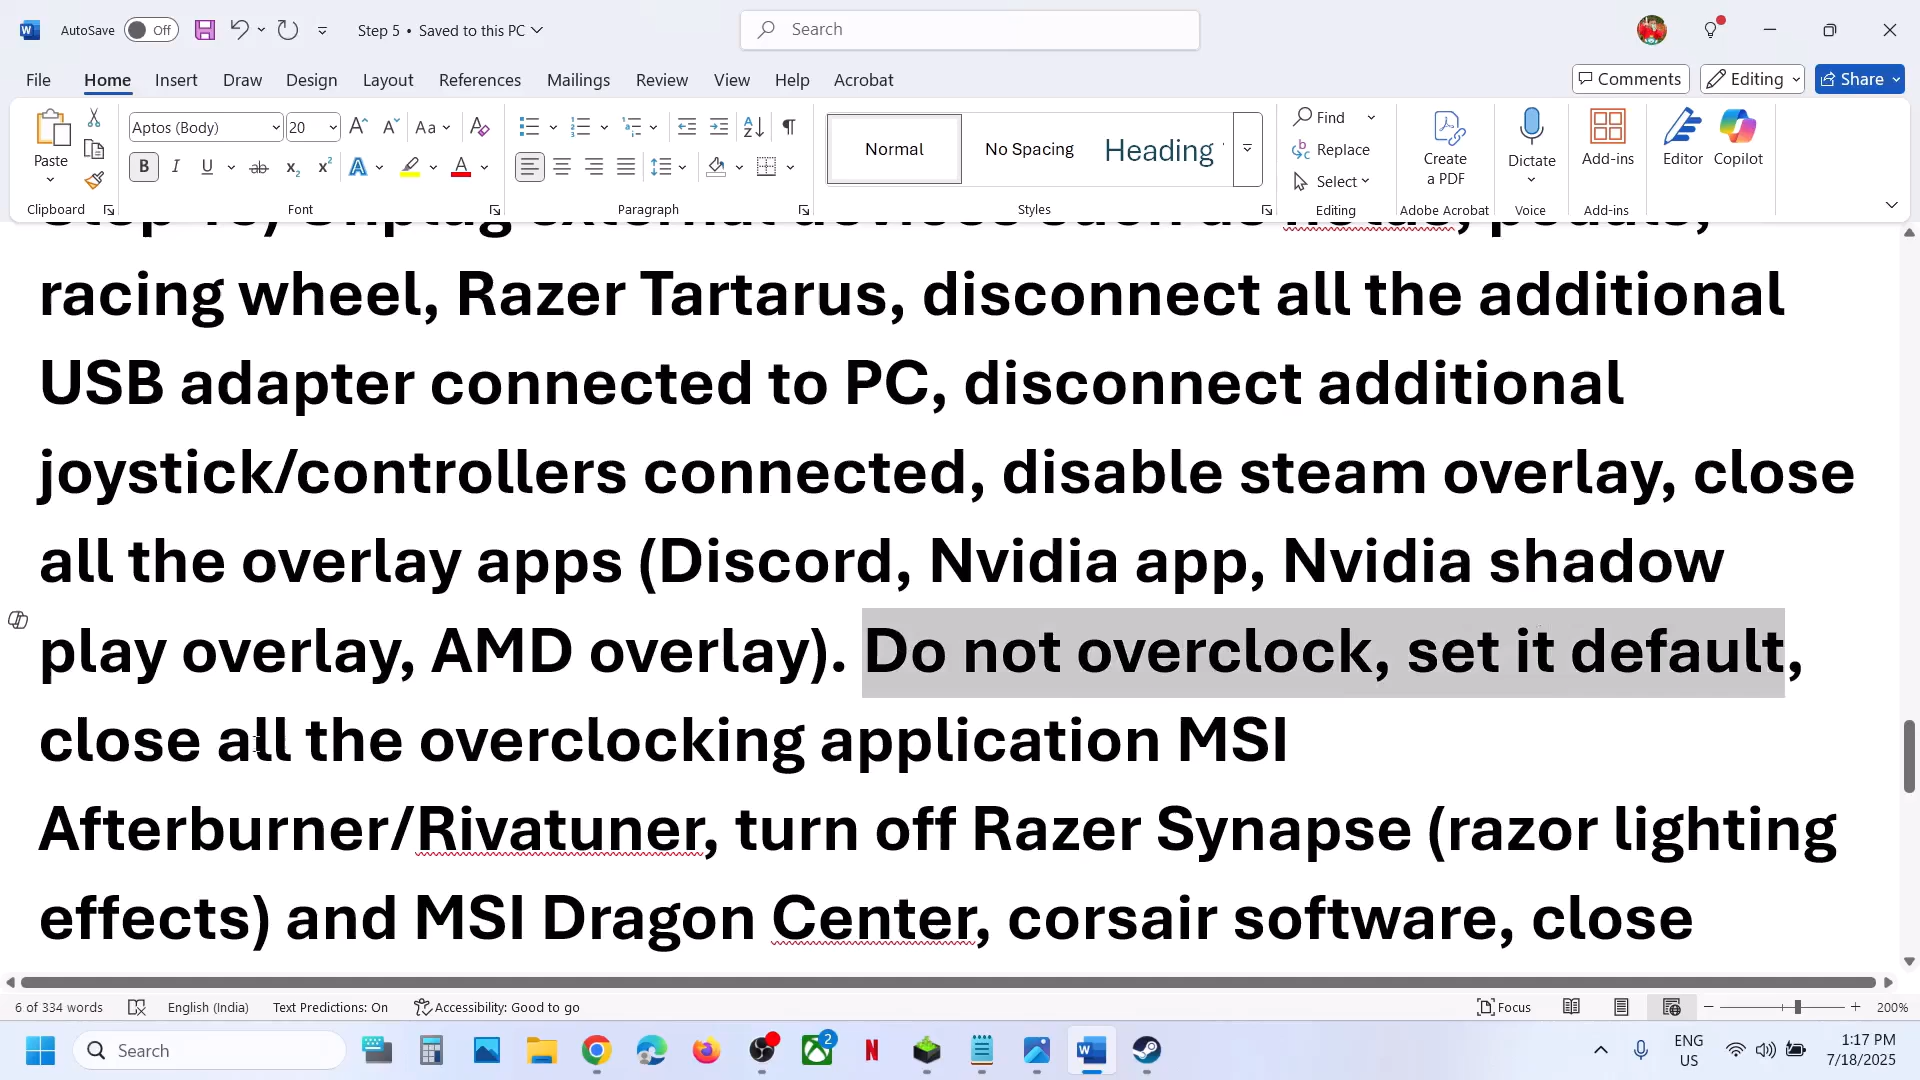 AutoSave Off Step 5 • Saved to this PC Search
File Home Insert Draw Design Layout References Mailings Review View Help Acrobat Comments Editing Share
Paste Aptos (Body) 20 Aa Normal No Spacing Heading Find Replace Select Create a PDF Dictate Add-ins Editor Copilot
Clipboard Font Paragraph Styles Editing Adobe Acrobat Voice Add-ins
racing wheel, Razer Tartarus, disconnect all the additional
USB adapter connected to PC, disconnect additional
joystick/controllers connected, disable steam overlay, close
all the overlay apps (Discord, Nvidia app, Nvidia shadow
play overlay, AMD overlay). Do not overclock, set it default,
close all the overclocking application MSI
Afterburner/Rivatuner, turn off Razer Synapse (razor lighting
effects) and MSI Dragon Center, corsair software, close
6 of 334 words English (India) Text Predictions: On Accessibility: Good to go Focus 200%
Search 2 ENG US 1:17 PM 7/18/2025